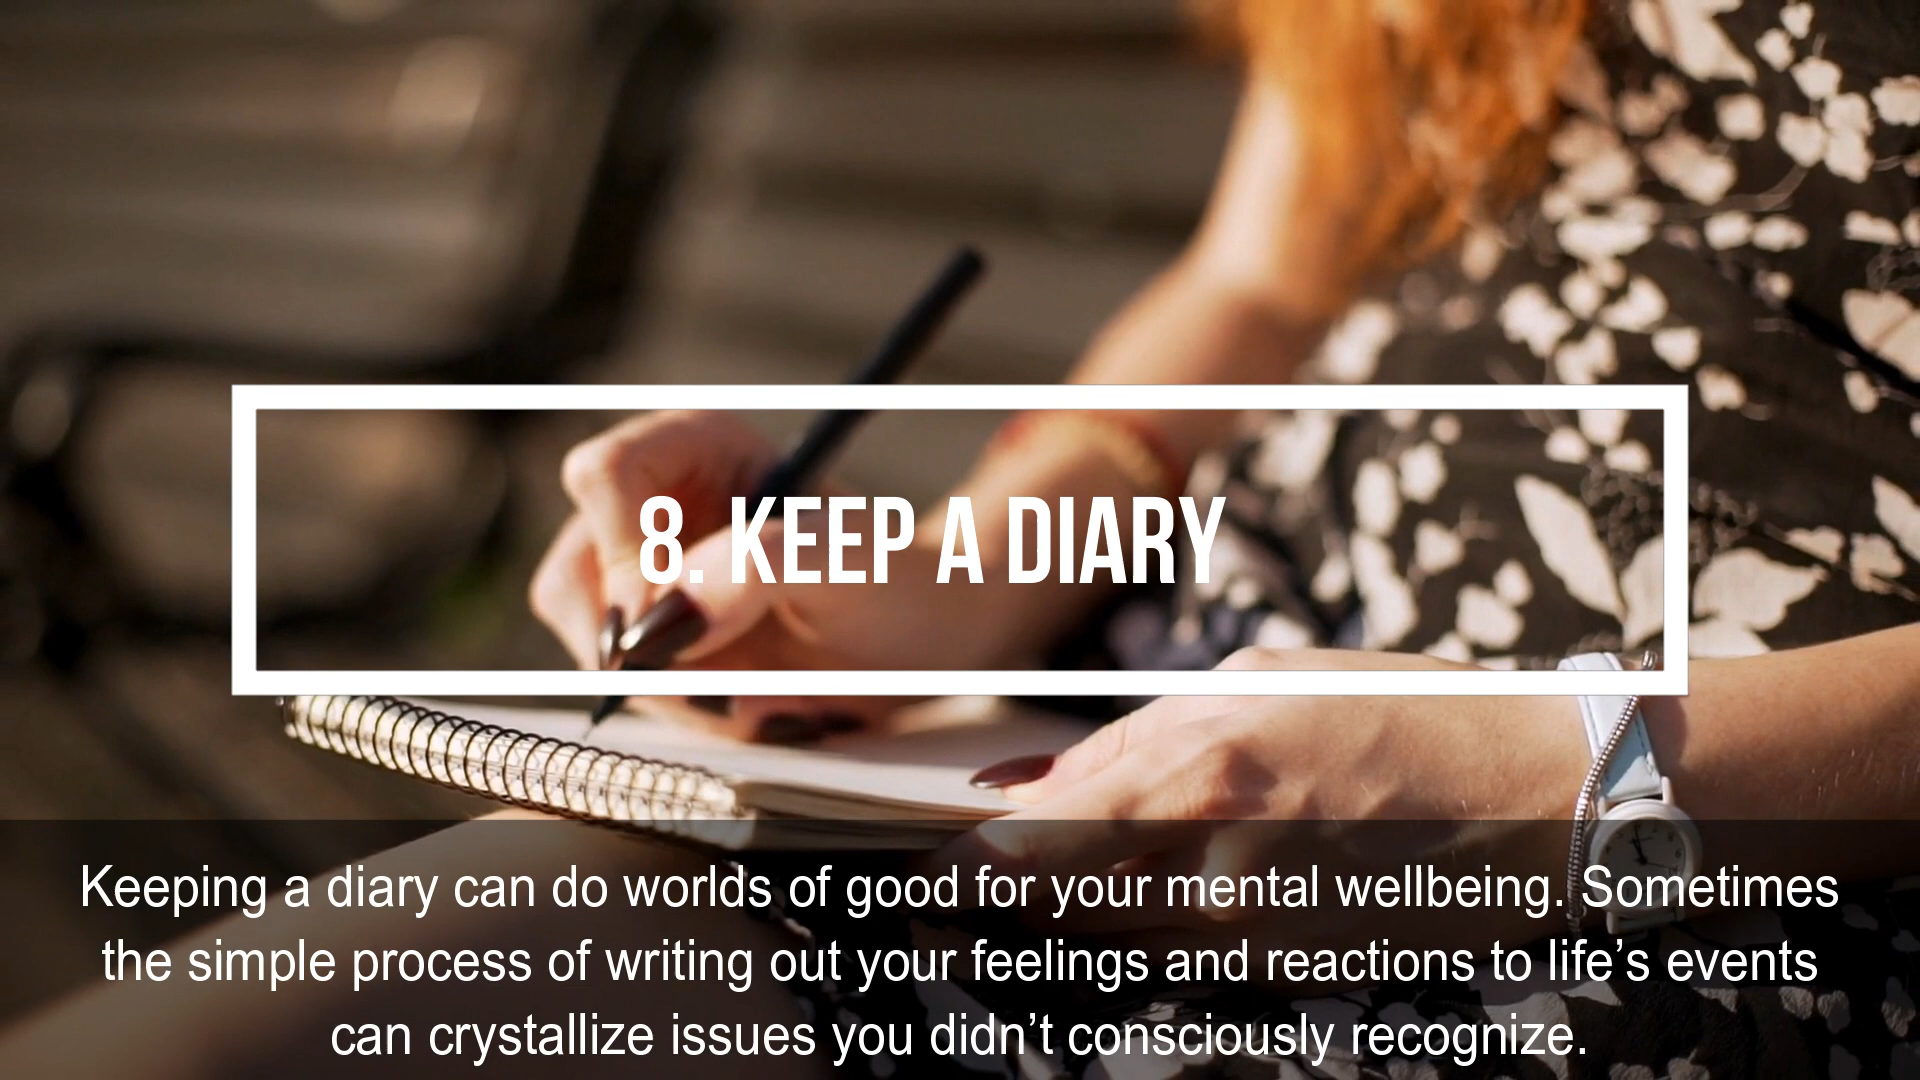 8. KEEP A DIARY
Keeping a diary can do worlds of good for your mental wellbeing. Sometimes
the simple process of writing out your feelings and reactions to life’s events
can crystallize issues you didn’t consciously recognize.